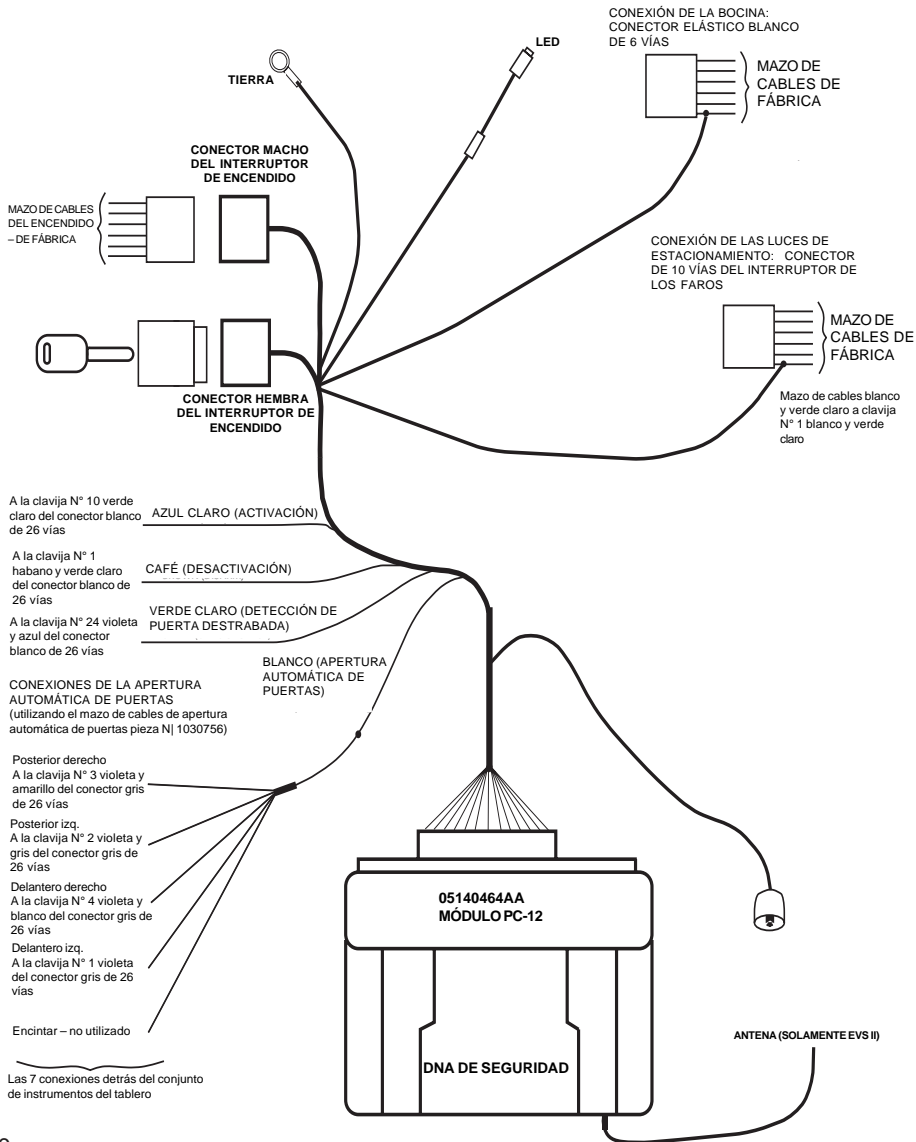 CONEXIÓN DE LA BOCINA:
CONECTOR ELÁSTICO BLANCO
DE 6 VÍAS
LED
TIERRA
MAZO DE
CABLES DE
FÁBRICA
CONECTOR MACHO
DEL INTERRUPTOR
DE ENCENDIDO
MAZO DE CABLES
DEL ENCENDIDO
– DE FÁBRICA
CONEXIÓN DE LAS LUCES DE
ESTACIONAMIENTO: CONECTOR
DE 10 VÍAS DEL INTERRUPTOR DE
LOS FAROS
MAZO DE
CABLES DE
FÁBRICA
CONECTOR HEMBRA
DEL INTERRUPTOR DE
ENCENDIDO
Mazo de cables blanco
y verde claro a clavija
N° 1 blanco y verde
claro
A la clavija N° 10 verde
claro del conector blanco
de 26 vías
AZUL CLARO (ACTIVACIÓN)
A la clavija N° 1
habano y verde claro
del conector blanco de
26 vías
CAFÉ (DESACTIVACIÓN)
A la clavija N° 24 violeta
y azul del conector
blanco de 26 vías
VERDE CLARO (DETECCIÓN DE
PUERTA DESTRABADA)
BLANCO (APERTURA
AUTOMÁTICA DE
PUERTAS)
CONEXIONES DE LA APERTURA
AUTOMÁTICA DE PUERTAS
(utilizando el mazo de cables de apertura
automática de puertas pieza N| 1030756)
Posterior derecho
A la clavija N° 3 violeta y
amarillo del conector gris
de 26 vías
Posterior izq.
A la clavija N° 2 violeta y
gris del conector gris de
26 vías
Delantero derecho
A la clavija N° 4 violeta y
blanco del conector gris de
26 vías
Delantero izq.
A la clavija N° 1 violeta
del conector gris de 26
vías
Encintar – no utilizado
Las 7 conexiones detrás del conjunto
de instrumentos del tablero
05140464AA
MÓDULO PC-12
DNA DE SEGURIDAD
ANTENA (SOLAMENTE EVS II)